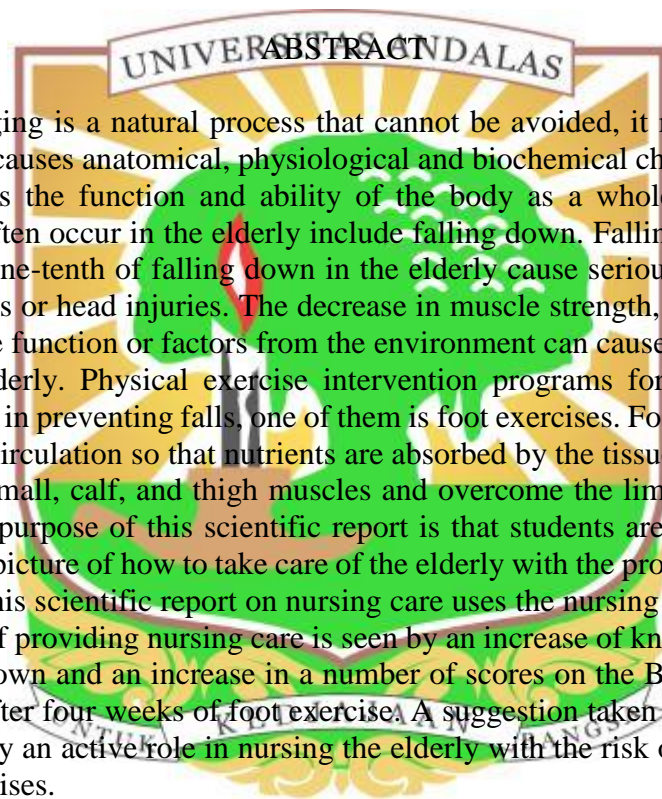 UNIVERSITAS ANDALAS
ABSTRACT
ging is a natural process that cannot be avoided, it
causes anatomical, physiological and biochemical ch
s the function and ability of the body as a whol
ften occur in the elderly include falling down. Fallin
ne-tenth of falling down in the elderly cause seriou
s or head injuries. The decrease in muscle strength,
e function or factors from the environment can cause
derly. Physical exercise intervention programs for
in preventing falls, one of them is foot exercises. Fo
irculation so that nutrients are absorbed by the tissu
mall, calf, and thigh muscles and overcome the lim
purpose of this scientific report is that students are
picture of how to take care of the elderly with the pro
his scientific report on nursing care uses the nursing
f providing nursing care is seen by an increase of kn
own and an increase in a number of scores on the B
fter four weeks of foot exercise. A suggestion taken
y an active role in nursing the elderly with the risk o
ises.
UNTUK KEDJAJAAN BANGSA